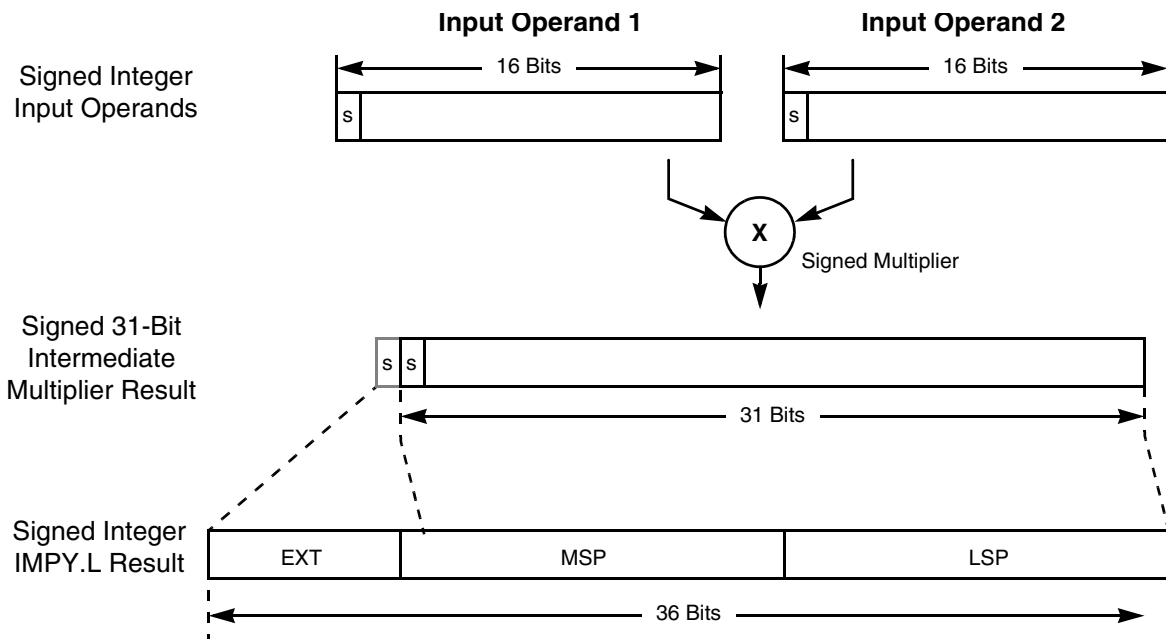 Input Operand 1
Input Operand 2
Signed Integer
Input Operands
16 Bits
16 Bits
s
s
X
Signed Multiplier
Signed 31-Bit
Intermediate
Multiplier Result
s
s
31 Bits
Signed Integer
IMPY.L Result
EXT
MSP
LSP
36 Bits